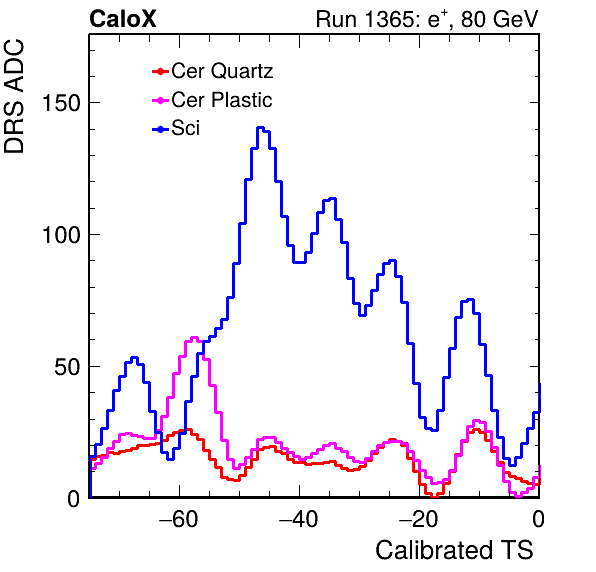 CaloX Run 1365: e⁺, 80 GeV
DRS ADC
Cer Quartz
Cer Plastic
Sci
150
100
50
0
−60 −40 −20 0
Calibrated TS